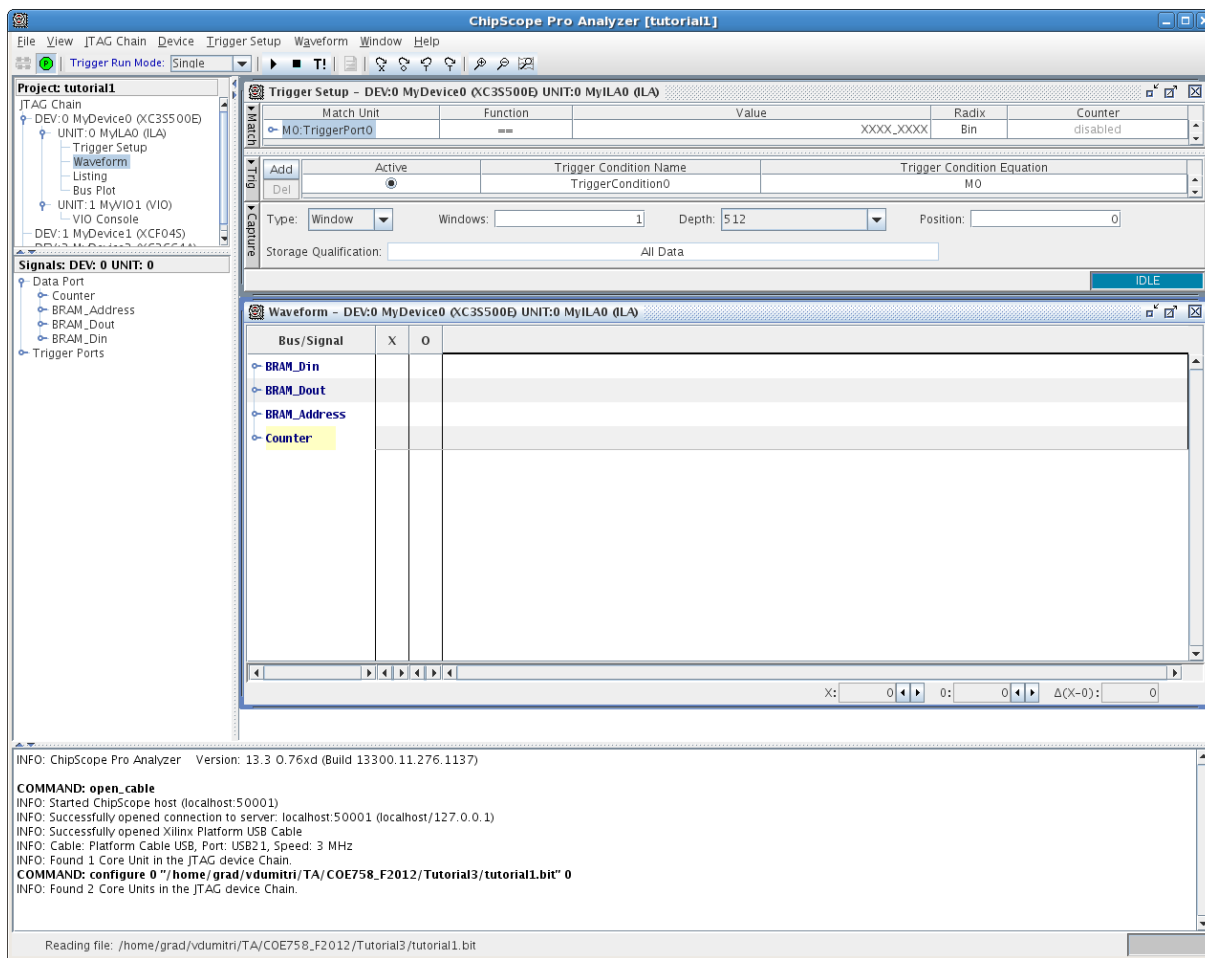 ChipScope Pro Analyzer [tutorial1]
File View JTAG Chain Device Trigger Setup Waveform Window Help
Trigger Run Mode: Single T!
Project: tutorial1
JTAG Chain
DEV:0 MyDevice0 (XC3S500E)
UNIT:0 MyILA0 (ILA)
Trigger Setup
Waveform
Listing
Bus Plot
UNIT:1 MyVIO1 (VIO)
VIO Console
DEV:1 MyDevice1 (XCF04S)
Signals: DEV: 0 UNIT: 0
Data Port
Counter
BRAM_Address
BRAM_Dout
BRAM_Din
Trigger Ports
Trigger Setup - DEV:0 MyDevice0 (XC3S500E) UNIT:0 MyILA0 (ILA)
Match
Match Unit Function Value Radix Counter
M0:TriggerPort0 == XXXX_XXXX Bin disabled
Trig
Add Active Trigger Condition Name Trigger Condition Equation
Del TriggerCondition0 M0
Capture
Type: Window Windows: 1 Depth: 512 Position: 0
Storage Qualification: All Data
IDLE
Waveform - DEV:0 MyDevice0 (XC3S500E) UNIT:0 MyILA0 (ILA)
Bus/Signal X O
BRAM_Din
BRAM_Dout
BRAM_Address
Counter
X: 0 O: 0 Δ(X-O): 0
INFO: ChipScope Pro Analyzer Version: 13.3 0.76xd (Build 13300.11.276.1137)
COMMAND: open_cable
INFO: Started ChipScope host (localhost:50001)
INFO: Successfully opened connection to server: localhost:50001 (localhost/127.0.0.1)
INFO: Successfully opened Xilinx Platform USB Cable
INFO: Cable: Platform Cable USB, Port: USB21, Speed: 3 MHz
INFO: Found 1 Core Unit in the JTAG device Chain.
COMMAND: configure 0 "/home/grad/vdumitri/TA/COE758_F2012/Tutorial3/tutorial1.bit" 0
INFO: Found 2 Core Units in the JTAG device Chain.
Reading file: /home/grad/vdumitri/TA/COE758_F2012/Tutorial3/tutorial1.bit